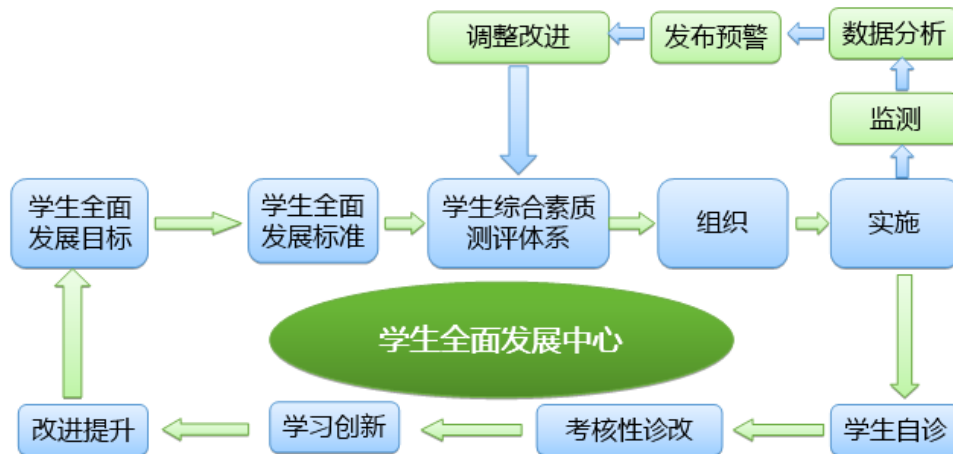 调整改进
发布预警
数据分析
监测
学生全面
发展目标
学生全面
发展标准
学生综合素质
测评体系
组织
实施
学生全面发展中心
改进提升
学习创新
考核性诊改
学生自诊